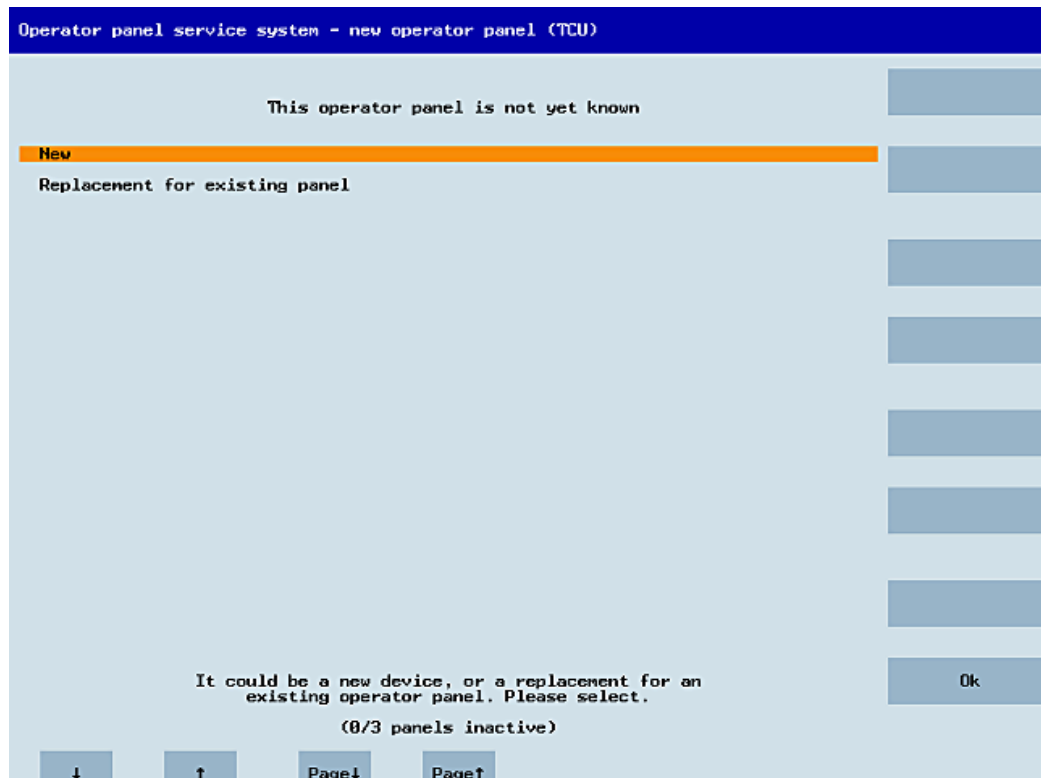 Operator panel service system - new operator panel (TCU)
This operator panel is not yet known
New
Replacement for existing panel
It could be a new device, or a replacement for an
existing operator panel. Please select.
Ok
(0/3 panels inactive)
↓ ↑ Page↓ Page↑